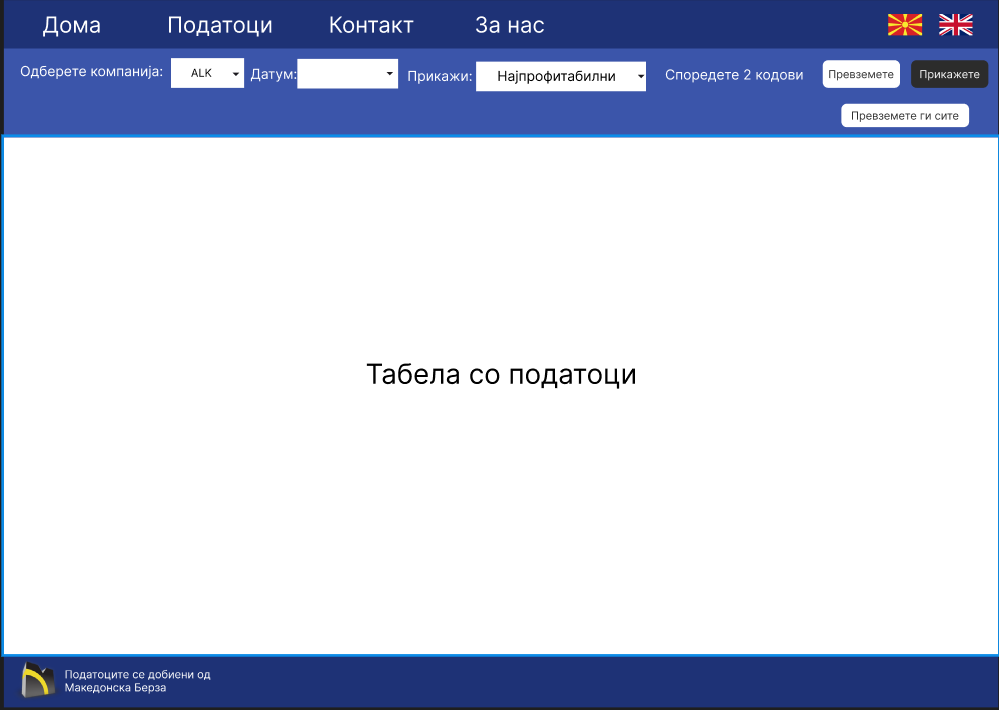 Дома Податоци Контакт За нас
Одберете компанија: ALK Датум: Прикажи: Најпрофитабилни Споредете 2 кодови Превземете Прикажете
Превземете ги сите
Табела со податоци
Податоците се добиени од
Македонска Берза